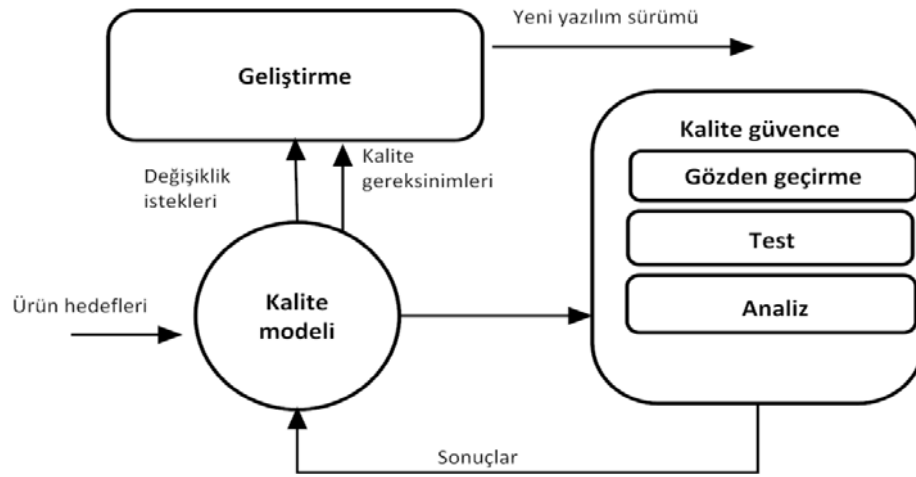 Yeni yazılım sürümü
Geliştirme
Kalite güvence
Gözden geçirme
Test
Analiz
Değişiklik
istekleri
Kalite
gereksinimleri
Ürün hedefleri
Kalite
modeli
Sonuçlar